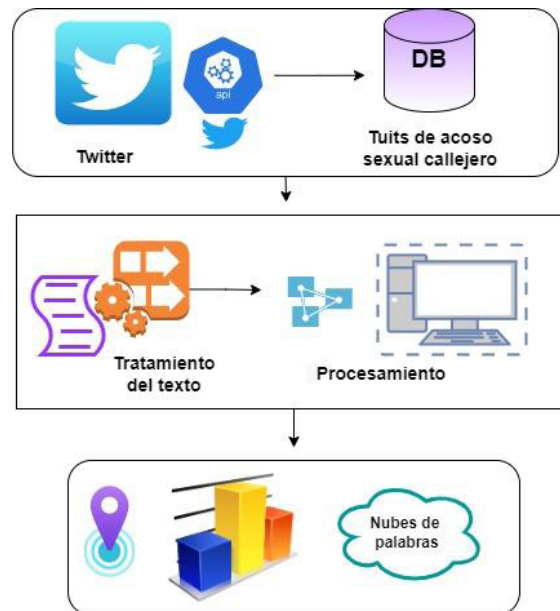 DB
api
Twitter
Tuits de acoso
sexual callejero
Tratamiento
del texto
Procesamiento
Nubes de
palabras